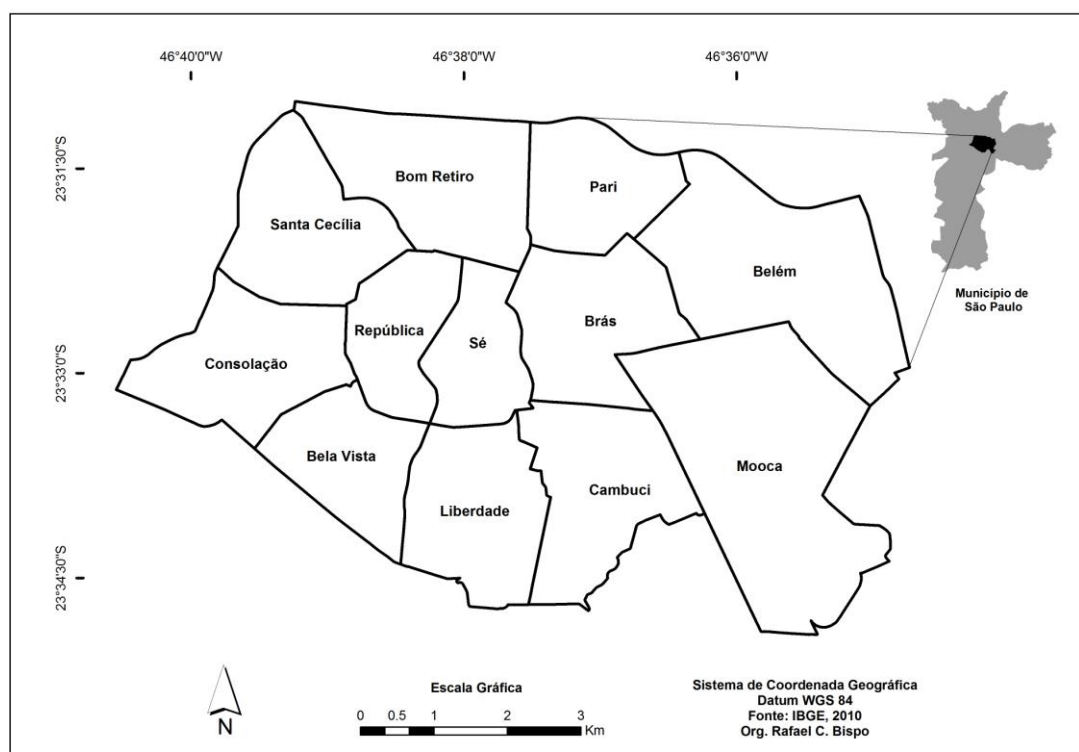 46°40'0"W
46°38'0"W
46°36'0"W
23°31'30"S
23°33'0"S
23°34'30"S
Bom Retiro
Pari
Santa Cecília
Belém
República
Brás
Sé
Consolação
Bela Vista
Mooca
Cambuci
Liberdade
Município de
São Paulo
N
Escala Gráfica
0 0.5 1 2 3
Km
Sistema de Coordenada Geográfica
Datum WGS 84
Fonte: IBGE, 2010
Org. Rafael C. Bispo